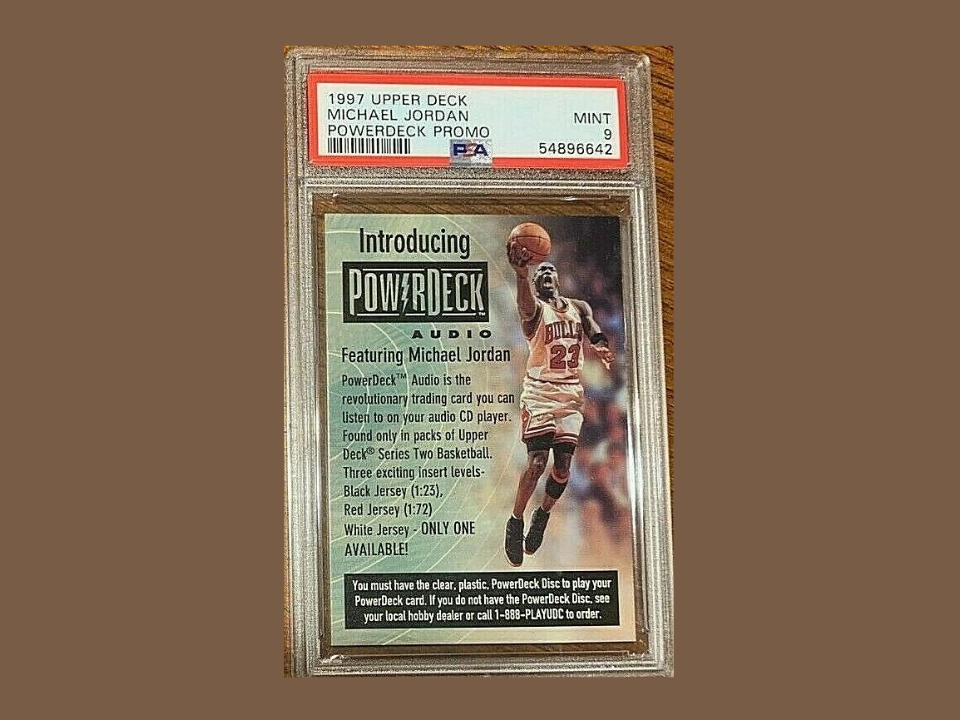 1997 UPPER DECK
MICHAEL JORDAN MINT
POWERDECK PROMO 9
PSA 54896642
Introducing
POWERDECK™
AUDIO
Featuring Michael Jordan
PowerDeck™ Audio is the
revolutionary trading card you can
listen to on your audio CD player.
Found only in packs of Upper
Deck® Series Two Basketball.
Three exciting insert levels-
Black Jersey (1:23),
Red Jersey (1:72)
White Jersey - ONLY ONE
AVAILABLE!
BULLS
23
You must have the clear, plastic, PowerDeck Disc to play your
PowerDeck card. If you do not have the PowerDeck Disc, see
your local hobby dealer or call 1-888-PLAYUDC to order.